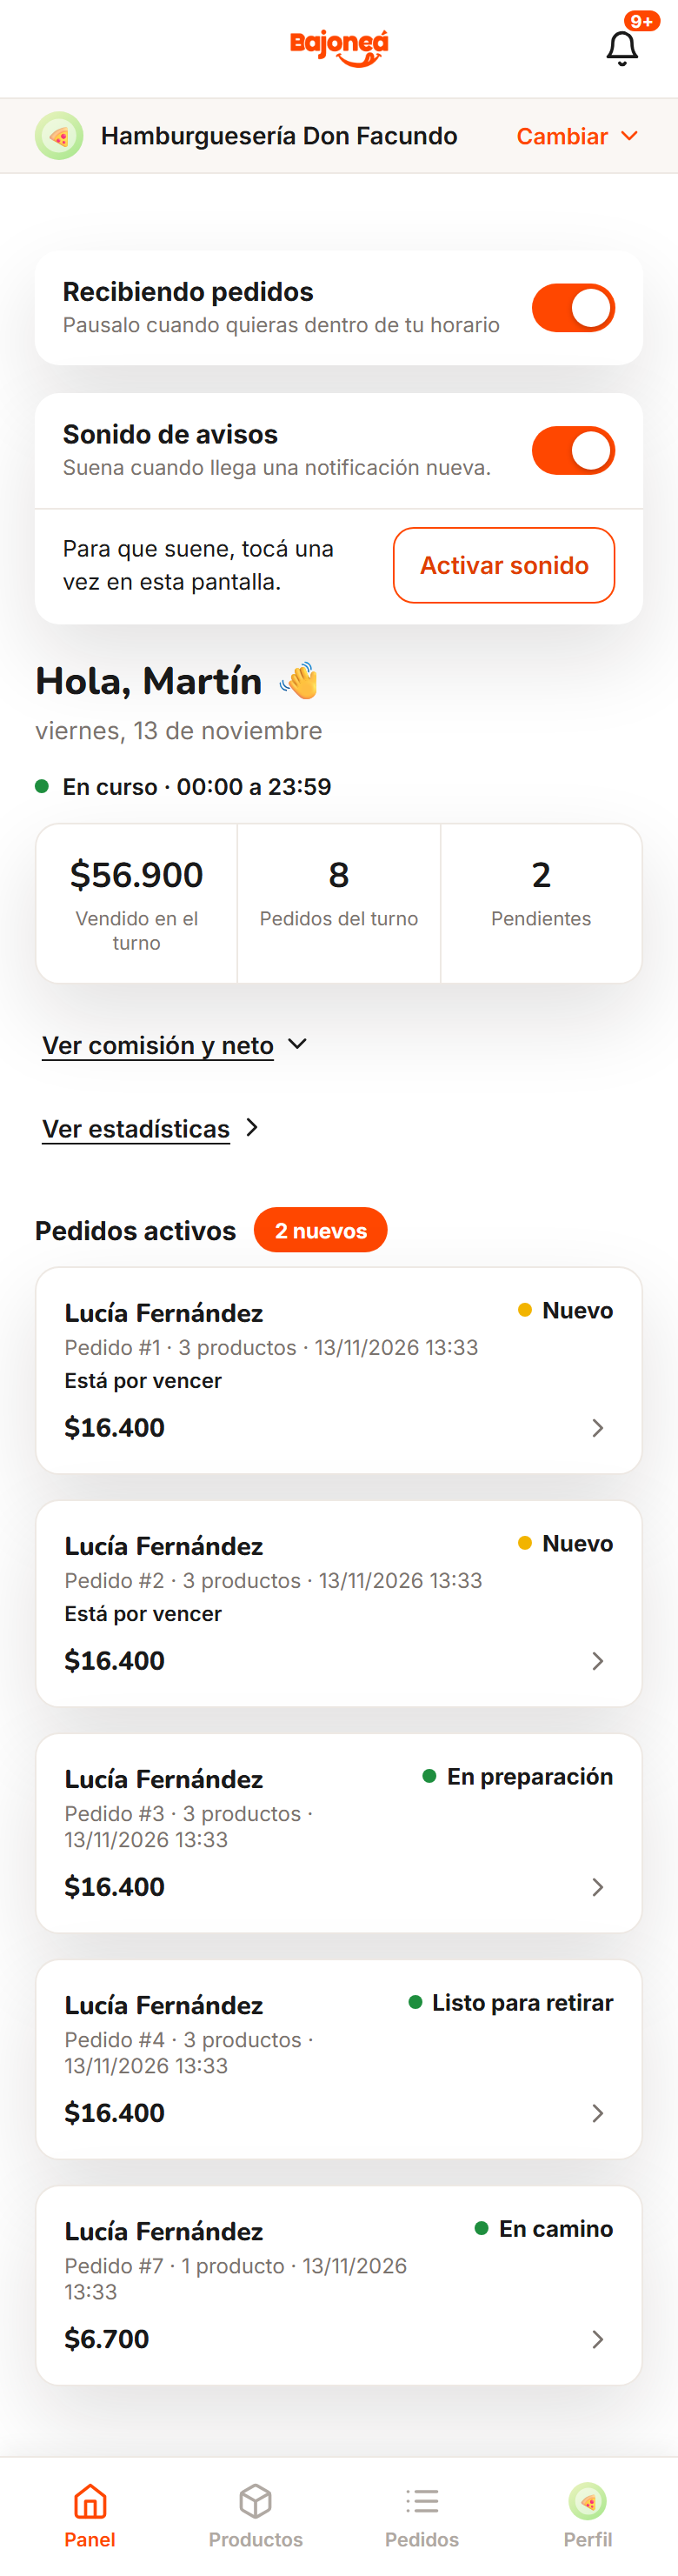 Bajoneá
9+
Hamburguesería Don Facundo
Cambiar
Recibiendo pedidos
Pausalo cuando quieras dentro de tu horario
Sonido de avisos
Suena cuando llega una notificación nueva.
Para que suene, tocá una
vez en esta pantalla.
Activar sonido
Hola, Martín
viernes, 13 de noviembre
En curso · 00:00 a 23:59
$56.900
Vendido en el
turno
8
Pedidos del turno
2
Pendientes
Ver comisión y neto
Ver estadísticas
Pedidos activos
2 nuevos
Lucía Fernández
Nuevo
Pedido #1 · 3 productos · 13/11/2026 13:33
Está por vencer
$16.400
Lucía Fernández
Nuevo
Pedido #2 · 3 productos · 13/11/2026 13:33
Está por vencer
$16.400
Lucía Fernández
En preparación
Pedido #3 · 3 productos ·
13/11/2026 13:33
$16.400
Lucía Fernández
Listo para retirar
Pedido #4 · 3 productos ·
13/11/2026 13:33
$16.400
Lucía Fernández
En camino
Pedido #7 · 1 producto · 13/11/2026
13:33
$6.700
Panel
Productos
Pedidos
Perfil